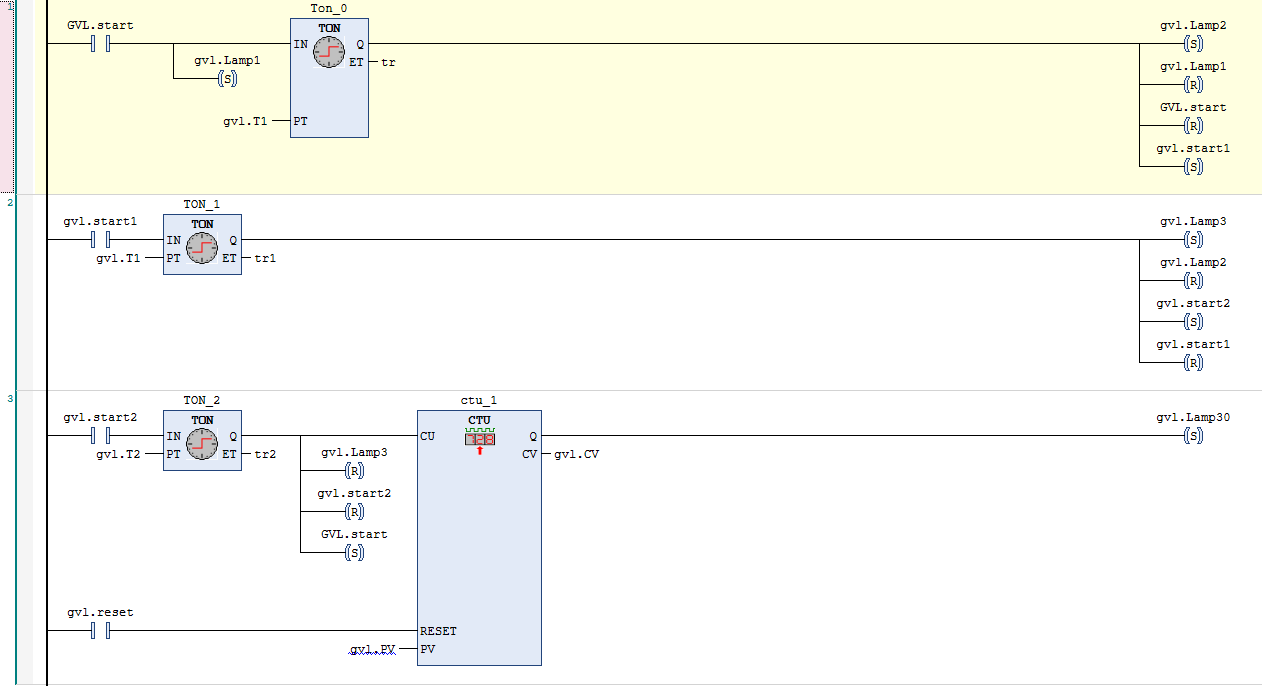 1
Ton_0
GVL.start
TON
gvl.Lamp2
IN Q
(S)
gvl.Lamp1
ET tr
gvl.Lamp1
(S)
(R)
GVL.start
gvl.T1 PT
(R)
gvl.start1
(S)
2
TON_1
gvl.start1
TON
gvl.Lamp3
IN Q
(S)
gvl.T1 PT ET tr1
gvl.Lamp2
(R)
gvl.start2
(S)
gvl.start1
(R)
3
TON_2
ctu_1
gvl.start2
TON
CTU
gvl.Lamp30
IN Q
CU Q
(S)
gvl.T2 PT ET tr2
gvl.Lamp3
CV gvl.CV
(R)
gvl.start2
(R)
GVL.start
(S)
gvl.reset
RESET
gvl.PV PV